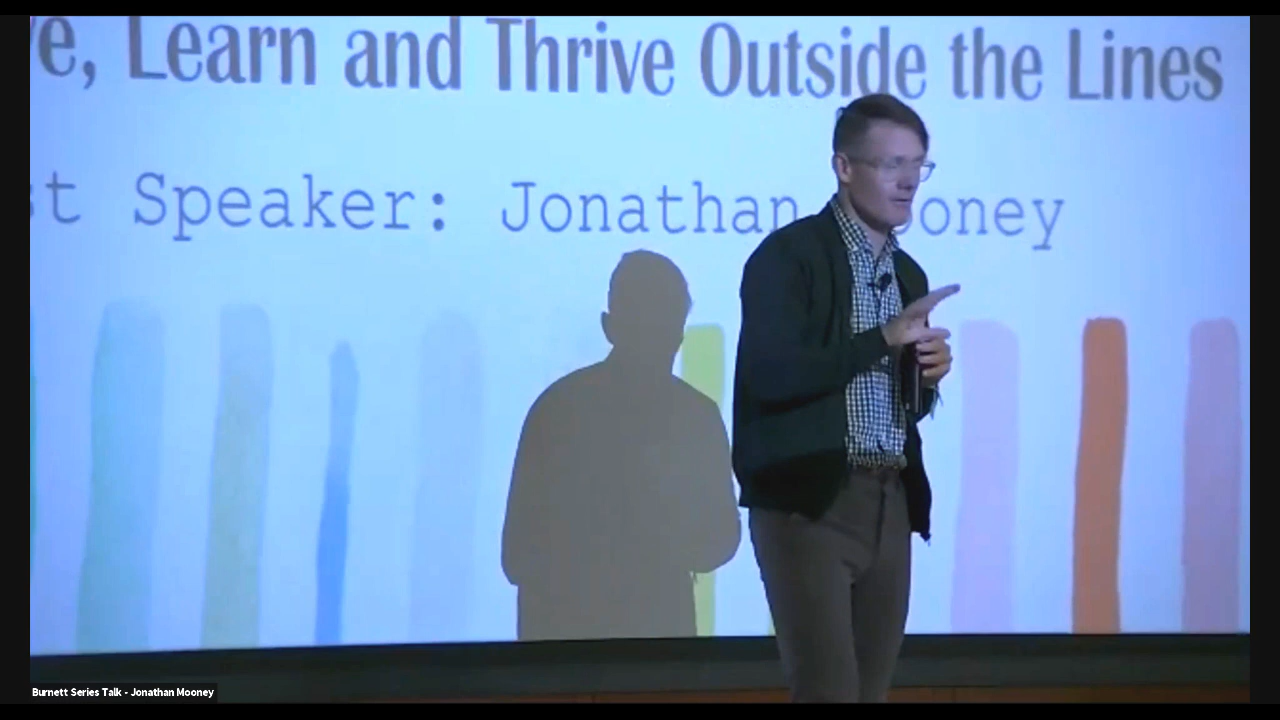 e, Learn and Thrive Outside the Lines
st Speaker: Jonathan ooney
Burnett Series Talk - Jonathan Mooney